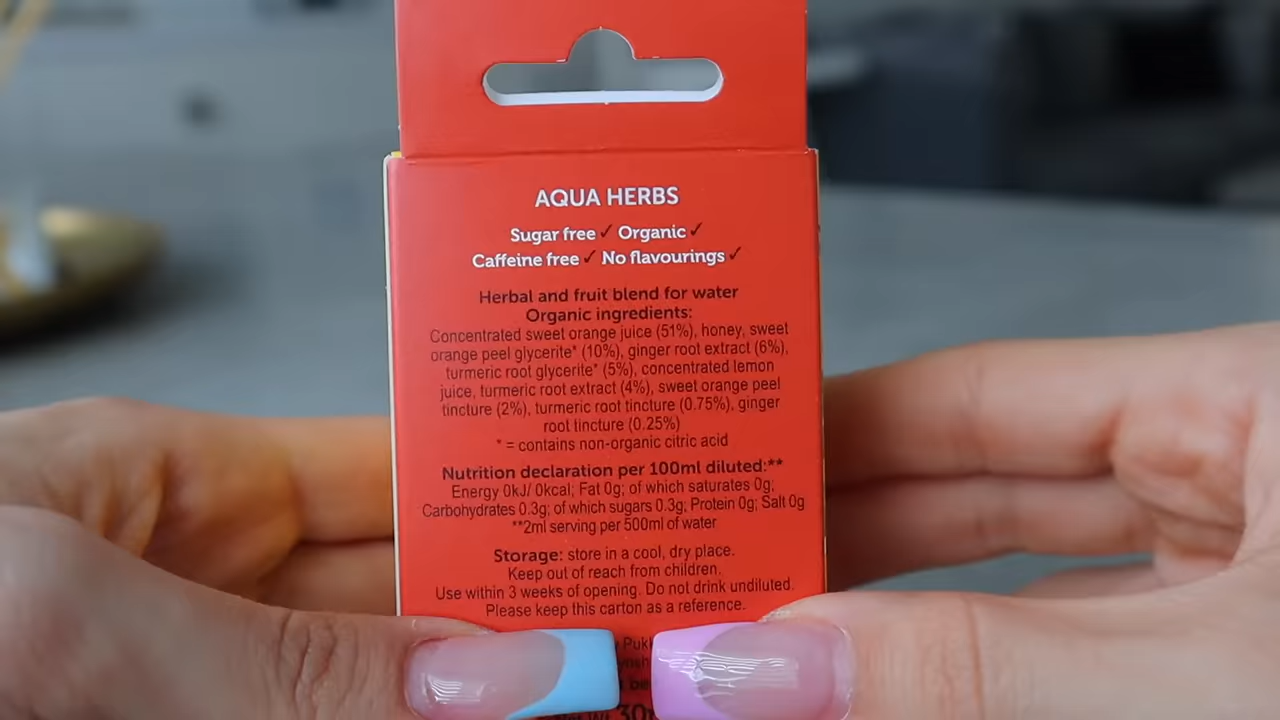 AQUA HERBS
Sugar free ✓ Organic ✓
Caffeine free ✓ No flavourings ✓
Herbal and fruit blend for water
Organic ingredients:
Concentrated sweet orange juice (51%), honey, sweet
orange peel glycerite* (10%), ginger root extract (6%),
turmeric root glycerite* (5%), concentrated lemon
juice, turmeric root extract (4%), sweet orange peel
tincture (2%), turmeric root tincture (0.75%), ginger
root tincture (0.25%)
* = contains non-organic citric acid
Nutrition declaration per 100ml diluted:**
Energy 0kJ/ 0kcal; Fat 0g; of which saturates 0g;
Carbohydrates 0.3g; of which sugars 0.3g; Protein 0g; Salt 0g
**2ml serving per 500ml of water
Storage: store in a cool, dry place.
Keep out of reach from children.
Use within 3 weeks of opening. Do not drink undiluted.
Please keep this carton as a reference.